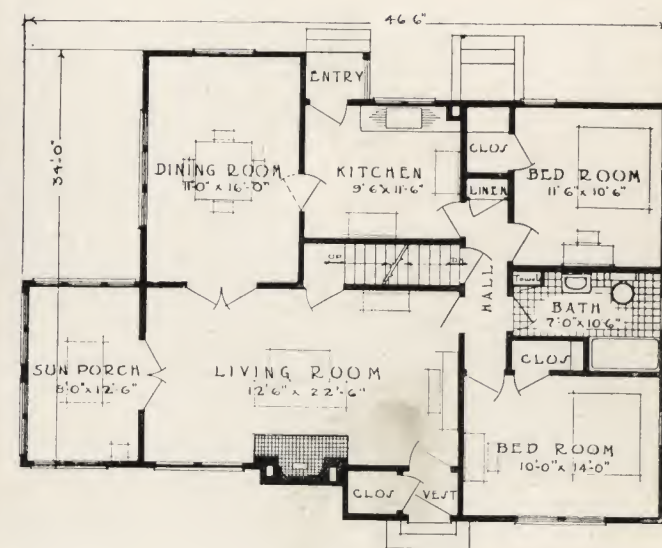 46'6"
34'-0"
ENTRY
DINING ROOM
11'-0" x 16'-0"
KITCHEN
9'6" x 11'-6"
CLOS
LINEN
BED ROOM
11'6" x 10'6"
UP
DN
HALL
Towels
BATH
7'-0" x 10'6"
SUN PORCH
8'-0" x 12'-6"
LIVING ROOM
12'6" x 22'-6"
CLOS
BED ROOM
10'-0" x 14'-0"
CLOS
VEST